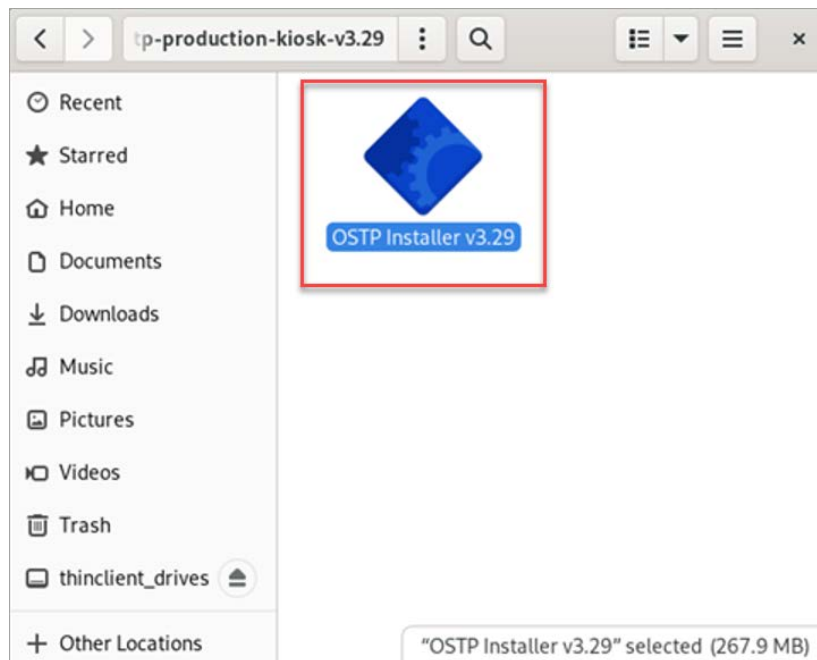 tp-production-kiosk-v3.29
Recent
Starred
Home
Documents
Downloads
Music
Pictures
Videos
Trash
thinclient_drives
Other Locations
OSTP Installer v3.29
“OSTP Installer v3.29” selected (267.9 MB)